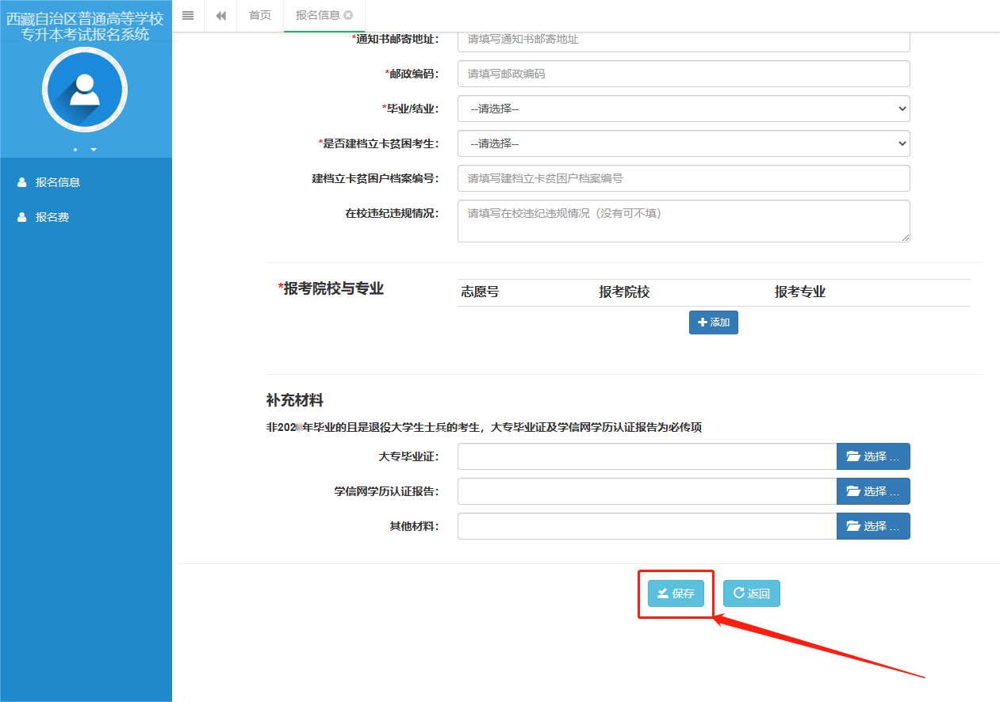 西藏自治区普通高等学校
专升本考试报名系统
首页
报名信息
报名信息
报名费
*通知书邮寄地址：
请填写通知书邮寄地址
*邮政编码：
请填写邮政编码
*毕业/结业：
--请选择--
*是否建档立卡贫困考生：
--请选择--
建档立卡贫困户档案编号：
请填写建档立卡贫困户档案编号
在校违纪违规情况：
请填写在校违纪违规情况（没有可不填）
*报考院校与专业
志愿号 报考院校 报考专业
添加
补充材料
非202年毕业的且是退役大学生士兵的考生，大专毕业证及学信网学历认证报告为必传项
大专毕业证：
选择 ...
学信网学历认证报告：
选择 ...
其他材料：
选择 ...
保存
返回